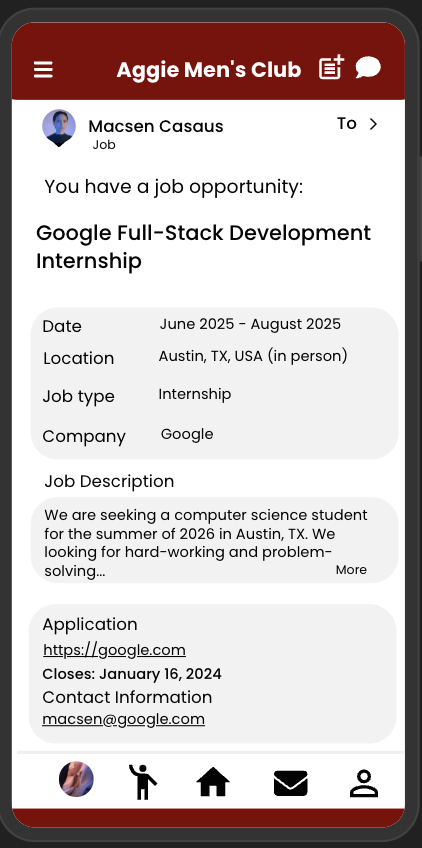 Aggie Men's Club
Macsen Casaus
To
Job
You have a job opportunity:
Google Full-Stack Development
Internship
Date June 2025 - August 2025
Location Austin, TX, USA (in person)
Job type Internship
Company Google
Job Description
We are seeking a computer science student
for the summer of 2026 in Austin, TX. We
looking for hard-working and problem-
solving...
More
Application
https://google.com
Closes: January 16, 2024
Contact Information
macsen@google.com